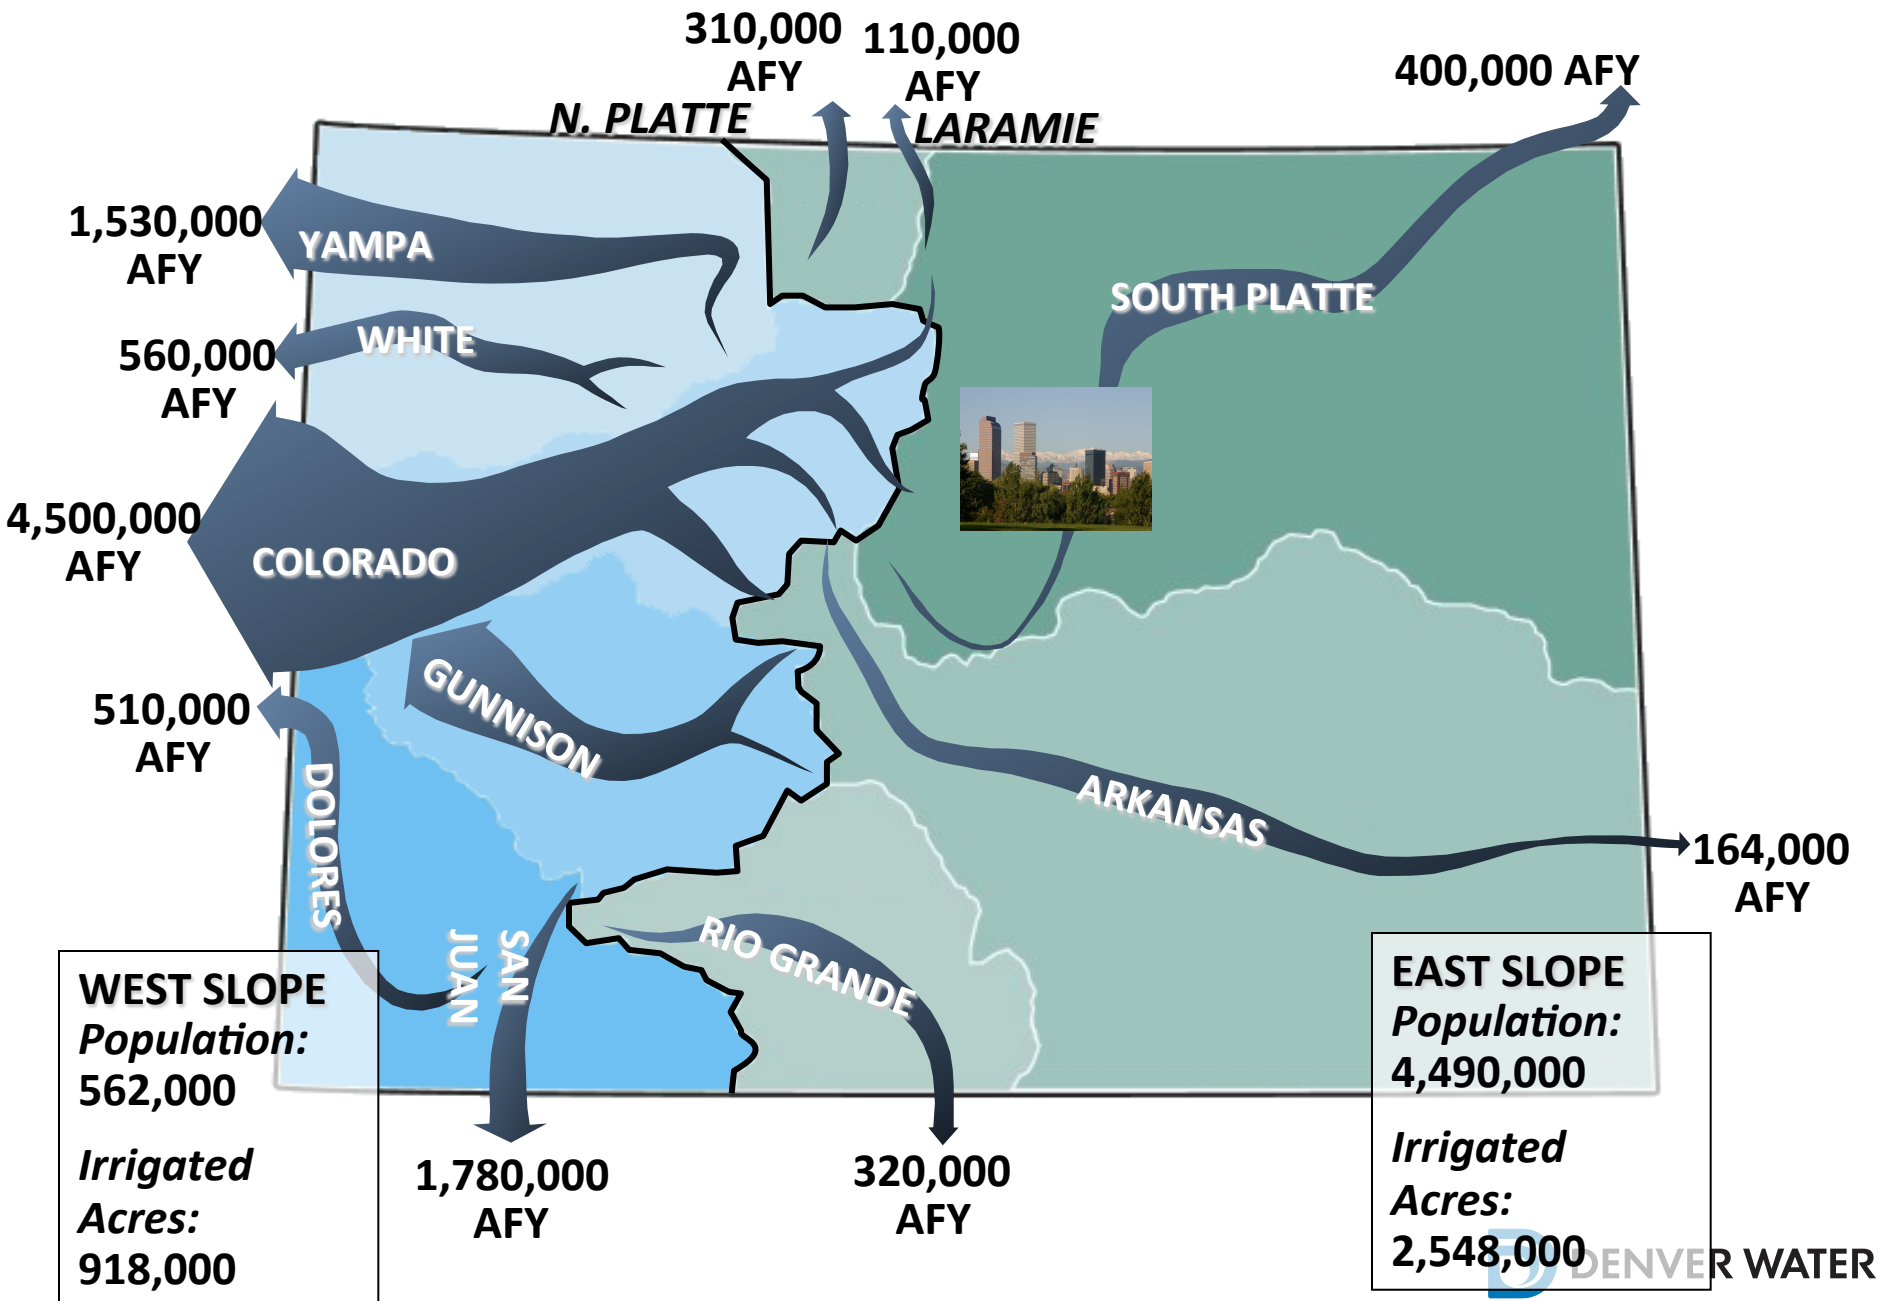 310,000
AFY
110,000
AFY
400,000 AFY
N. PLATTE
LARAMIE
1,530,000
AFY
YAMPA
SOUTH PLATTE
560,000
AFY
WHITE
4,500,000
AFY
COLORADO
510,000
AFY
GUNNISON
DOLORES
ARKANSAS
164,000
AFY
SAN
JUAN
RIO GRANDE
WEST SLOPE
Population:
562,000
Irrigated
Acres:
918,000
1,780,000
AFY
320,000
AFY
EAST SLOPE
Population:
4,490,000
Irrigated
Acres:
2,548,000
DENVER WATER